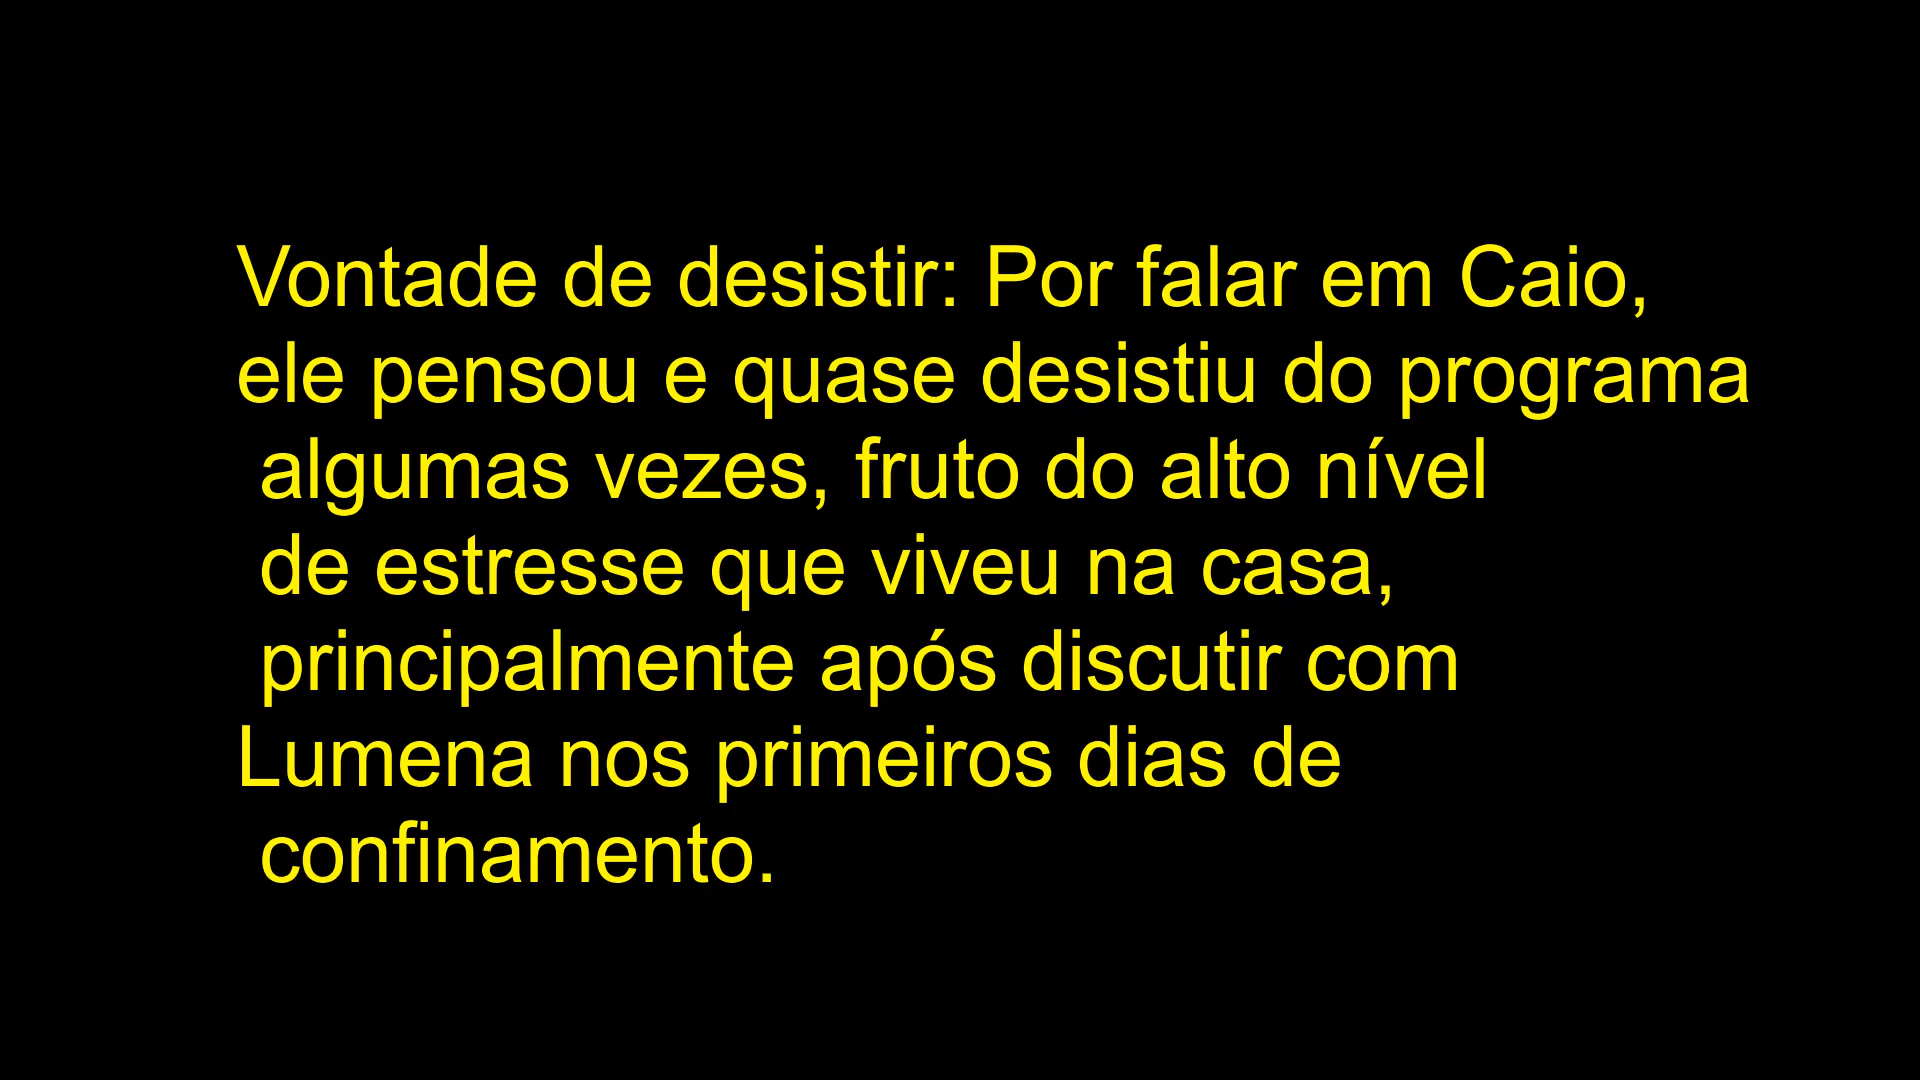 Vontade de desistir: Por falar em Caio,
ele pensou e quase desistiu do programa
algumas vezes, fruto do alto nível
de estresse que viveu na casa,
principalmente após discutir com
Lumena nos primeiros dias de
confinamento.